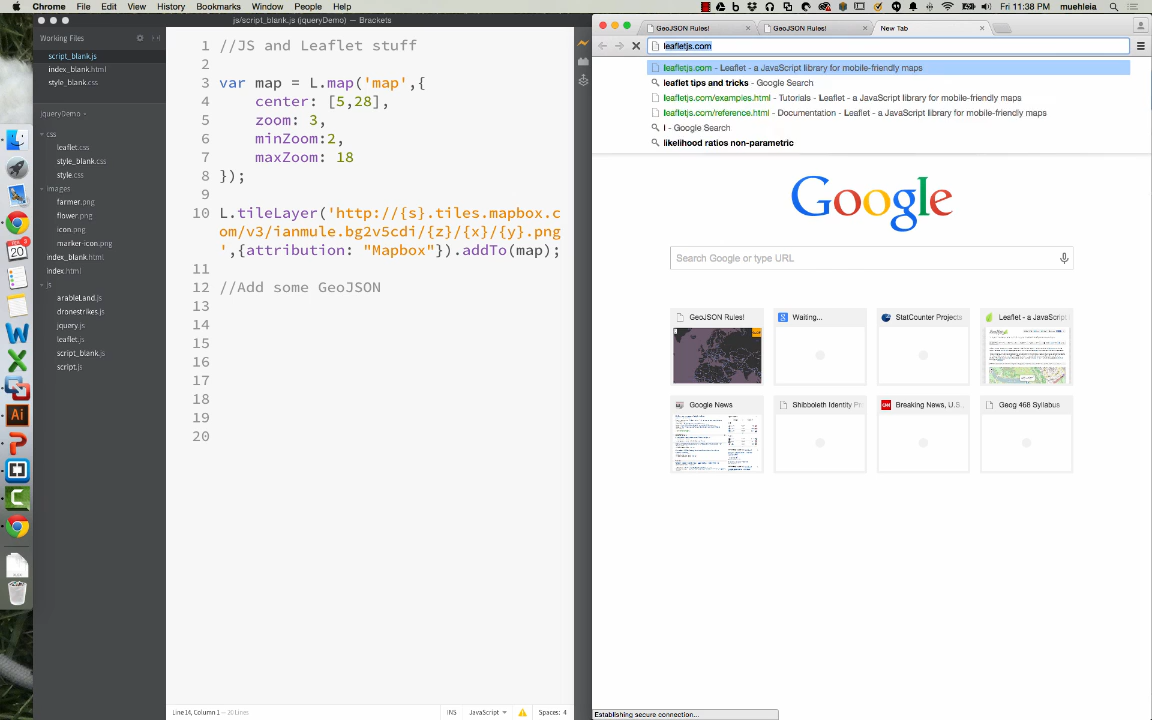 Chrome File Edit View History Bookmarks Window People Help
Fri 11:38 PM muehleia
js/script_blank.js (jqueryDemo) — Brackets
Working Files
script_blank.js
index_blank.html
style_blank.css
jqueryDemo
css
leaflet.css
style_blank.css
style.css
images
farmer.png
flower.png
icon.png
marker-icon.png
index_blank.html
index.html
js
arableLand.js
dronestrikes.js
jquery.js
leaflet.js
script_blank.js
script.js
1 //JS and Leaflet stuff
2
3 var map = L.map('map',{
4 center: [5,28],
5 zoom: 3,
6 minZoom:2,
7 maxZoom: 18
8 });
9
10 L.tileLayer('http://{s}.tiles.mapbox.c
om/v3/ianmule.bg2v5cdi/{z}/{x}/{y}.png
',{attribution: "Mapbox"}).addTo(map);
11
12 //Add some GeoJSON
13
14
15
16
17
18
19
20
Line 14, Column 1 — 20 Lines
INS JavaScript Spaces: 4
GeoJSON Rules! GeoJSON Rules! New Tab
leafletjs.com
leafletjs.com - Leaflet - a JavaScript library for mobile-friendly maps
leaflet tips and tricks - Google Search
leafletjs.com/examples.html - Tutorials - Leaflet - a JavaScript library for mobile-friendly maps
leafletjs.com/reference.html - Documentation - Leaflet - a JavaScript library for mobile-friendly maps
l - Google Search
likelihood ratios non-parametric
Google
Search Google or type URL
GeoJSON Rules! Waiting... StatCounter Projects Leaflet - a JavaScript
Google News Shibboleth Identity Pr Breaking News, U.S. Geog 468 Syllabus
Establishing secure connection...